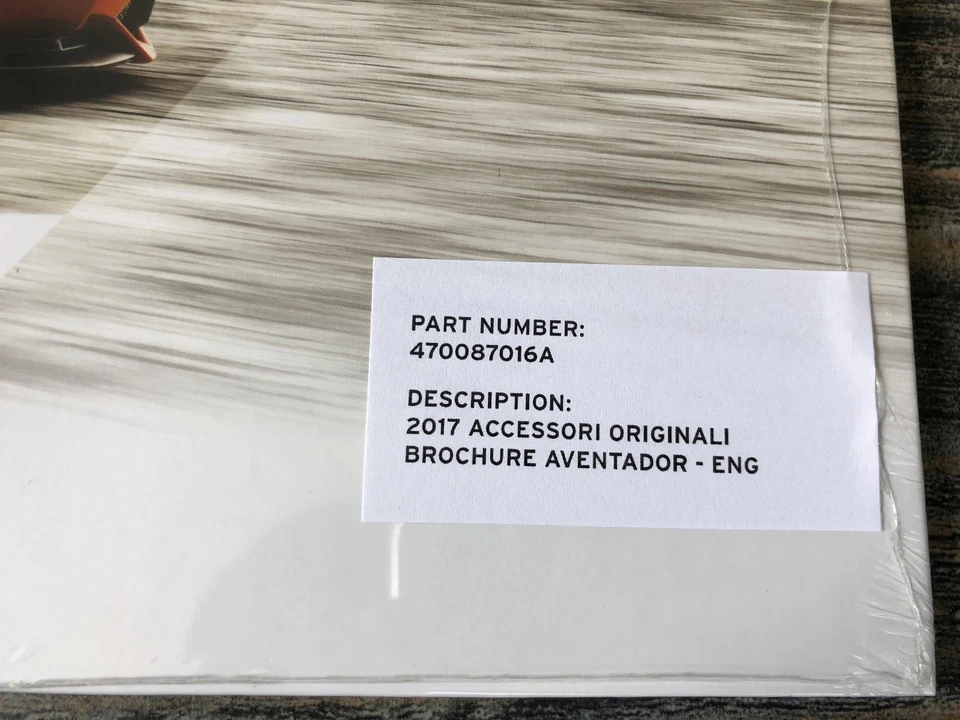 PART NUMBER:
470087016A
DESCRIPTION:
2017 ACCESSORI ORIGINALI
BROCHURE AVENTADOR - ENG